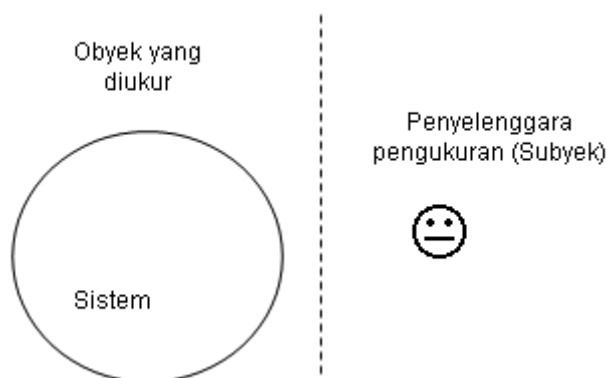 Obyek yang
diukur
Sistem
Penyelenggara
pengukuran (Subyek)